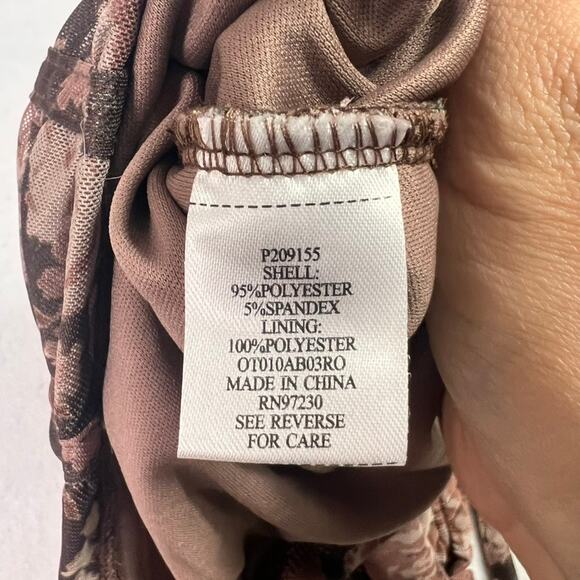 P209155
SHELL:
95%POLYESTER
5%SPANDEX
LINING:
100%POLYESTER
OT010AB03RO
MADE IN CHINA
RN97230
SEE REVERSE
FOR CARE